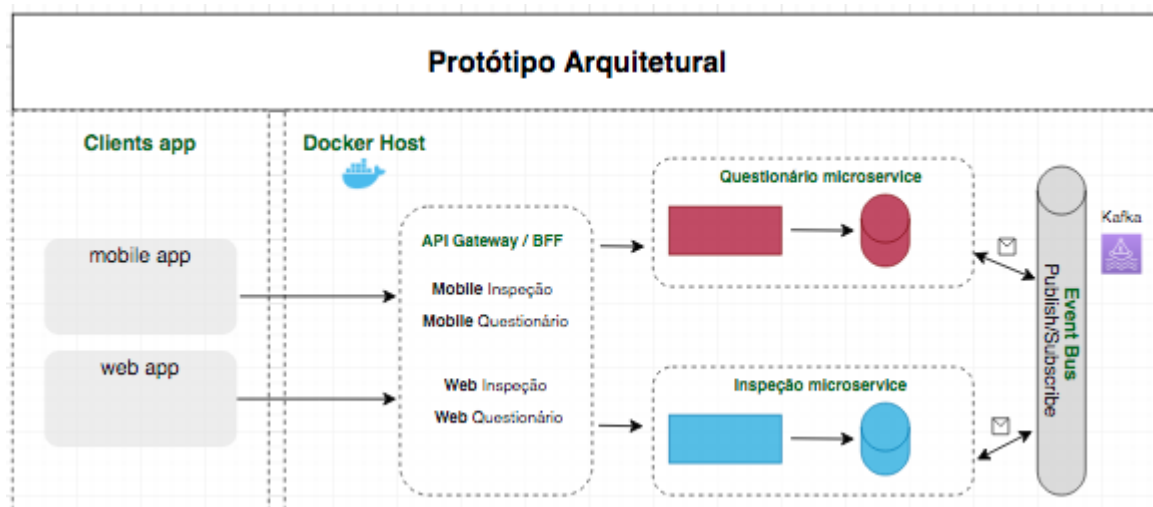 Protótipo Arquitetural
Clients app
Docker Host
mobile app
web app
API Gateway / BFF
Mobile Inspeção
Mobile Questionário
Web Inspeção
Web Questionário
Questionário microservice
Inspeção microservice
Event Bus
Publish/Subscribe
Kafka